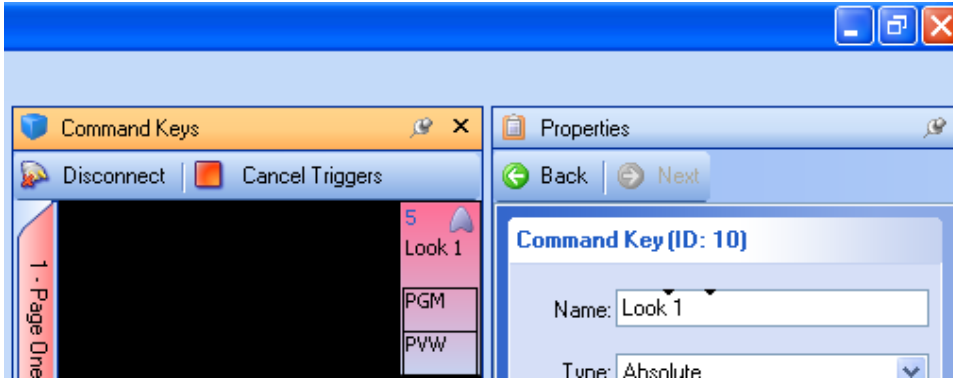 Command Keys
Disconnect
Cancel Triggers
1 - Page One
5
Look 1
PGM
PVW
Properties
Back
Next
Command Key (ID: 10)
Name: Look 1
Type: Absolute